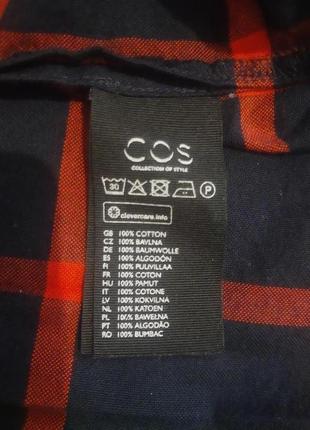 COS
COLLECTION OF STYLE
30 P
clevercare.info
GB 100% COTTON
CZ 100% BAVLNA
DE 100% BAUMWOLLE
ES 100% ALGODÓN
FI 100% PUUVILLAA
FR 100% COTON
HU 100% PAMUT
IT 100% COTONE
LV 100% KOKVILNA
NL 100% KATOEN
PL 100% BAWEŁNA
PT 100% ALGODÃO
RO 100% BUMBAC